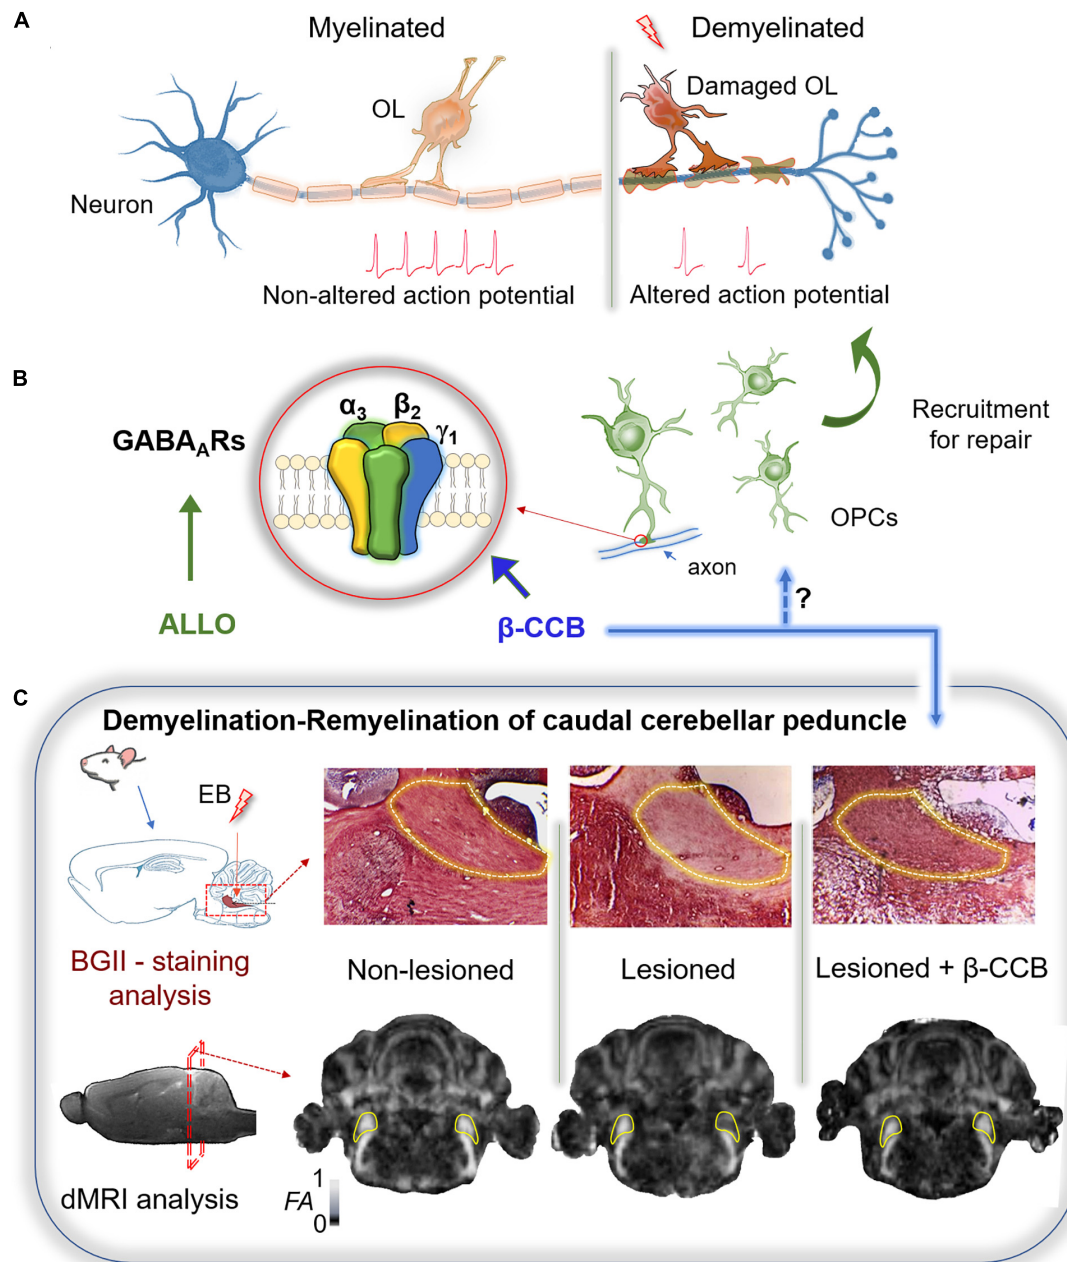 A
Myelinated
Demyelinated
OL
Damaged OL
Neuron
Non-altered action potential
Altered action potential
B
α3
β2
γ1
GABAARs
Recruitment
for repair
OPCs
axon
?
ALLO
β-CCB
C
Demyelination-Remyelination of caudal cerebellar peduncle
EB
BGII - staining
analysis
Non-lesioned
Lesioned
Lesioned + β-CCB
dMRI analysis
FA
1
0